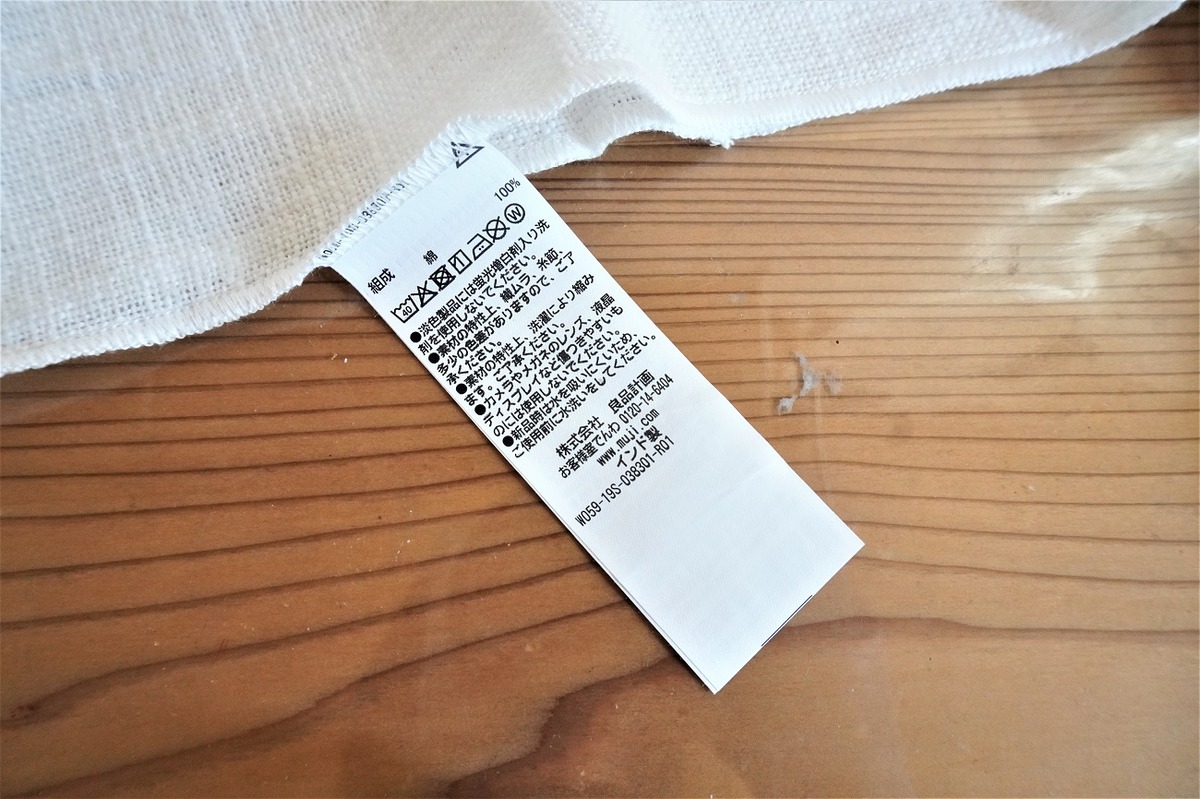 組成 綿 100%
40 W
●淡色製品には蛍光増白剤入り洗
剤を使用しないでください。
●素材の特性上、織ムラ、糸節、
多少の色差がありますので、ご了
承ください。
●素材の特性上、洗濯により縮み
ます。ご了承ください。
●カメラやメガネのレンズ、液晶
ディスプレイなど傷つきやすいも
のには使用しないでください。
●新品時は水を吸いにくいため、
ご使用前に水洗いをしてください。
株式会社 良品計画
お客様室でんわ 0120-14-6404
www.muji.com
インド製
W059-19S-038301-R01